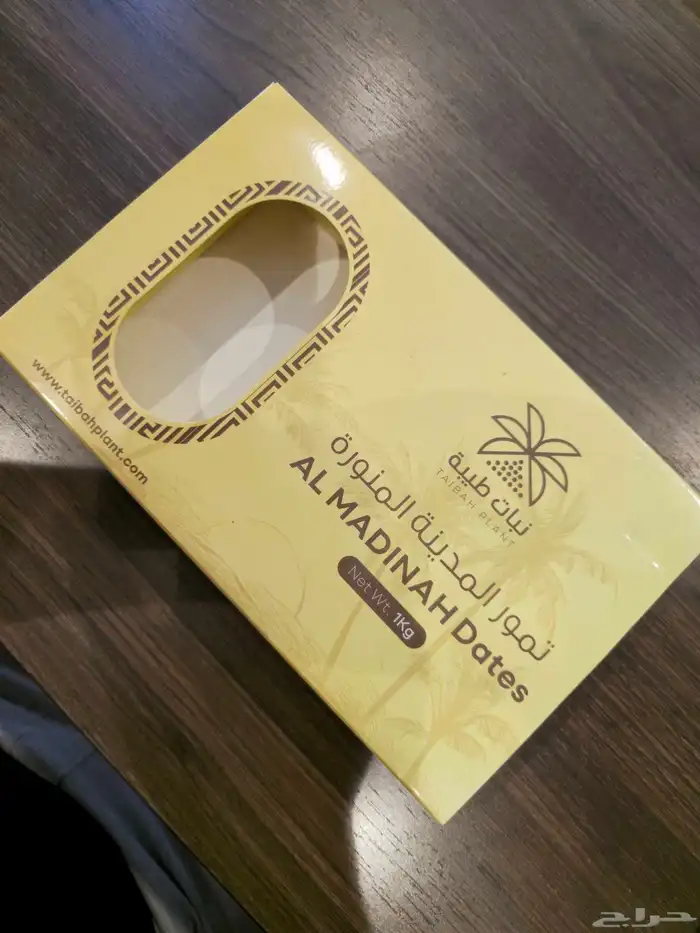 نبات طيبة
TAIBAH PLANT
تمور المدينة المنورة
AL MADINAH Dates
Net Wt. 1Kg
www.taibahplant.com
حراج